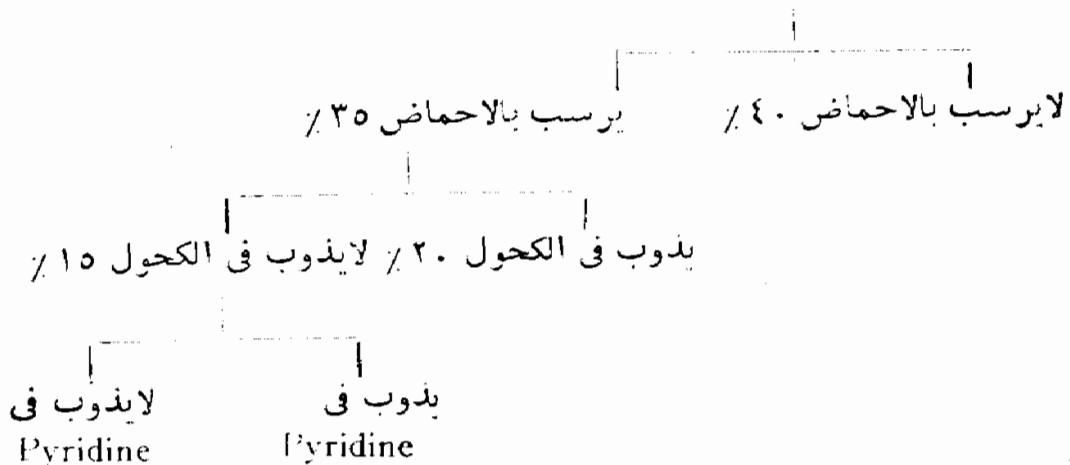 لايرسب بالاحماض ٤٠ ٪ يرسب بالاحماض ٣٥ ٪
يذوب فى الكحول ٢٠ ٪ لايذوب فى الكحول ١٥ ٪
يذوب فى لايذوب فى
Pyridine Pyridine